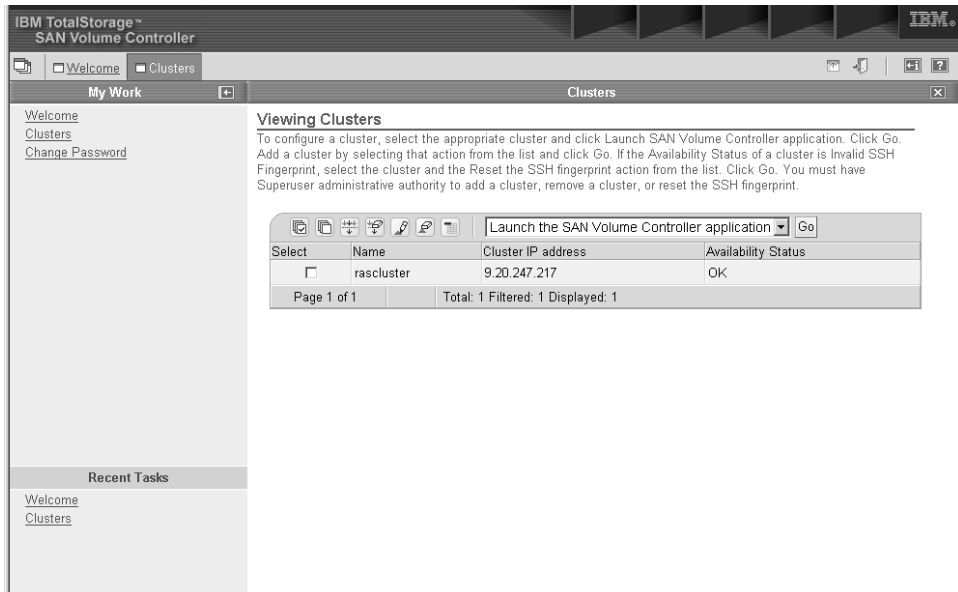 IBM TotalStorage™
SAN Volume Controller
IBM®
Welcome
Clusters
?
My Work
Clusters
Welcome
Clusters
Change Password
Viewing Clusters
To configure a cluster, select the appropriate cluster and click Launch SAN Volume Controller application. Click Go.
Add a cluster by selecting that action from the list and click Go. If the Availability Status of a cluster is Invalid SSH
Fingerprint, select the cluster and the Reset the SSH fingerprint action from the list. Click Go. You must have
Superuser administrative authority to add a cluster, remove a cluster, or reset the SSH fingerprint.
Launch the SAN Volume Controller application Go
Select Name Cluster IP address Availability Status
rascluster 9.20.247.217 OK
Page 1 of 1 Total: 1 Filtered: 1 Displayed: 1
Recent Tasks
Welcome
Clusters